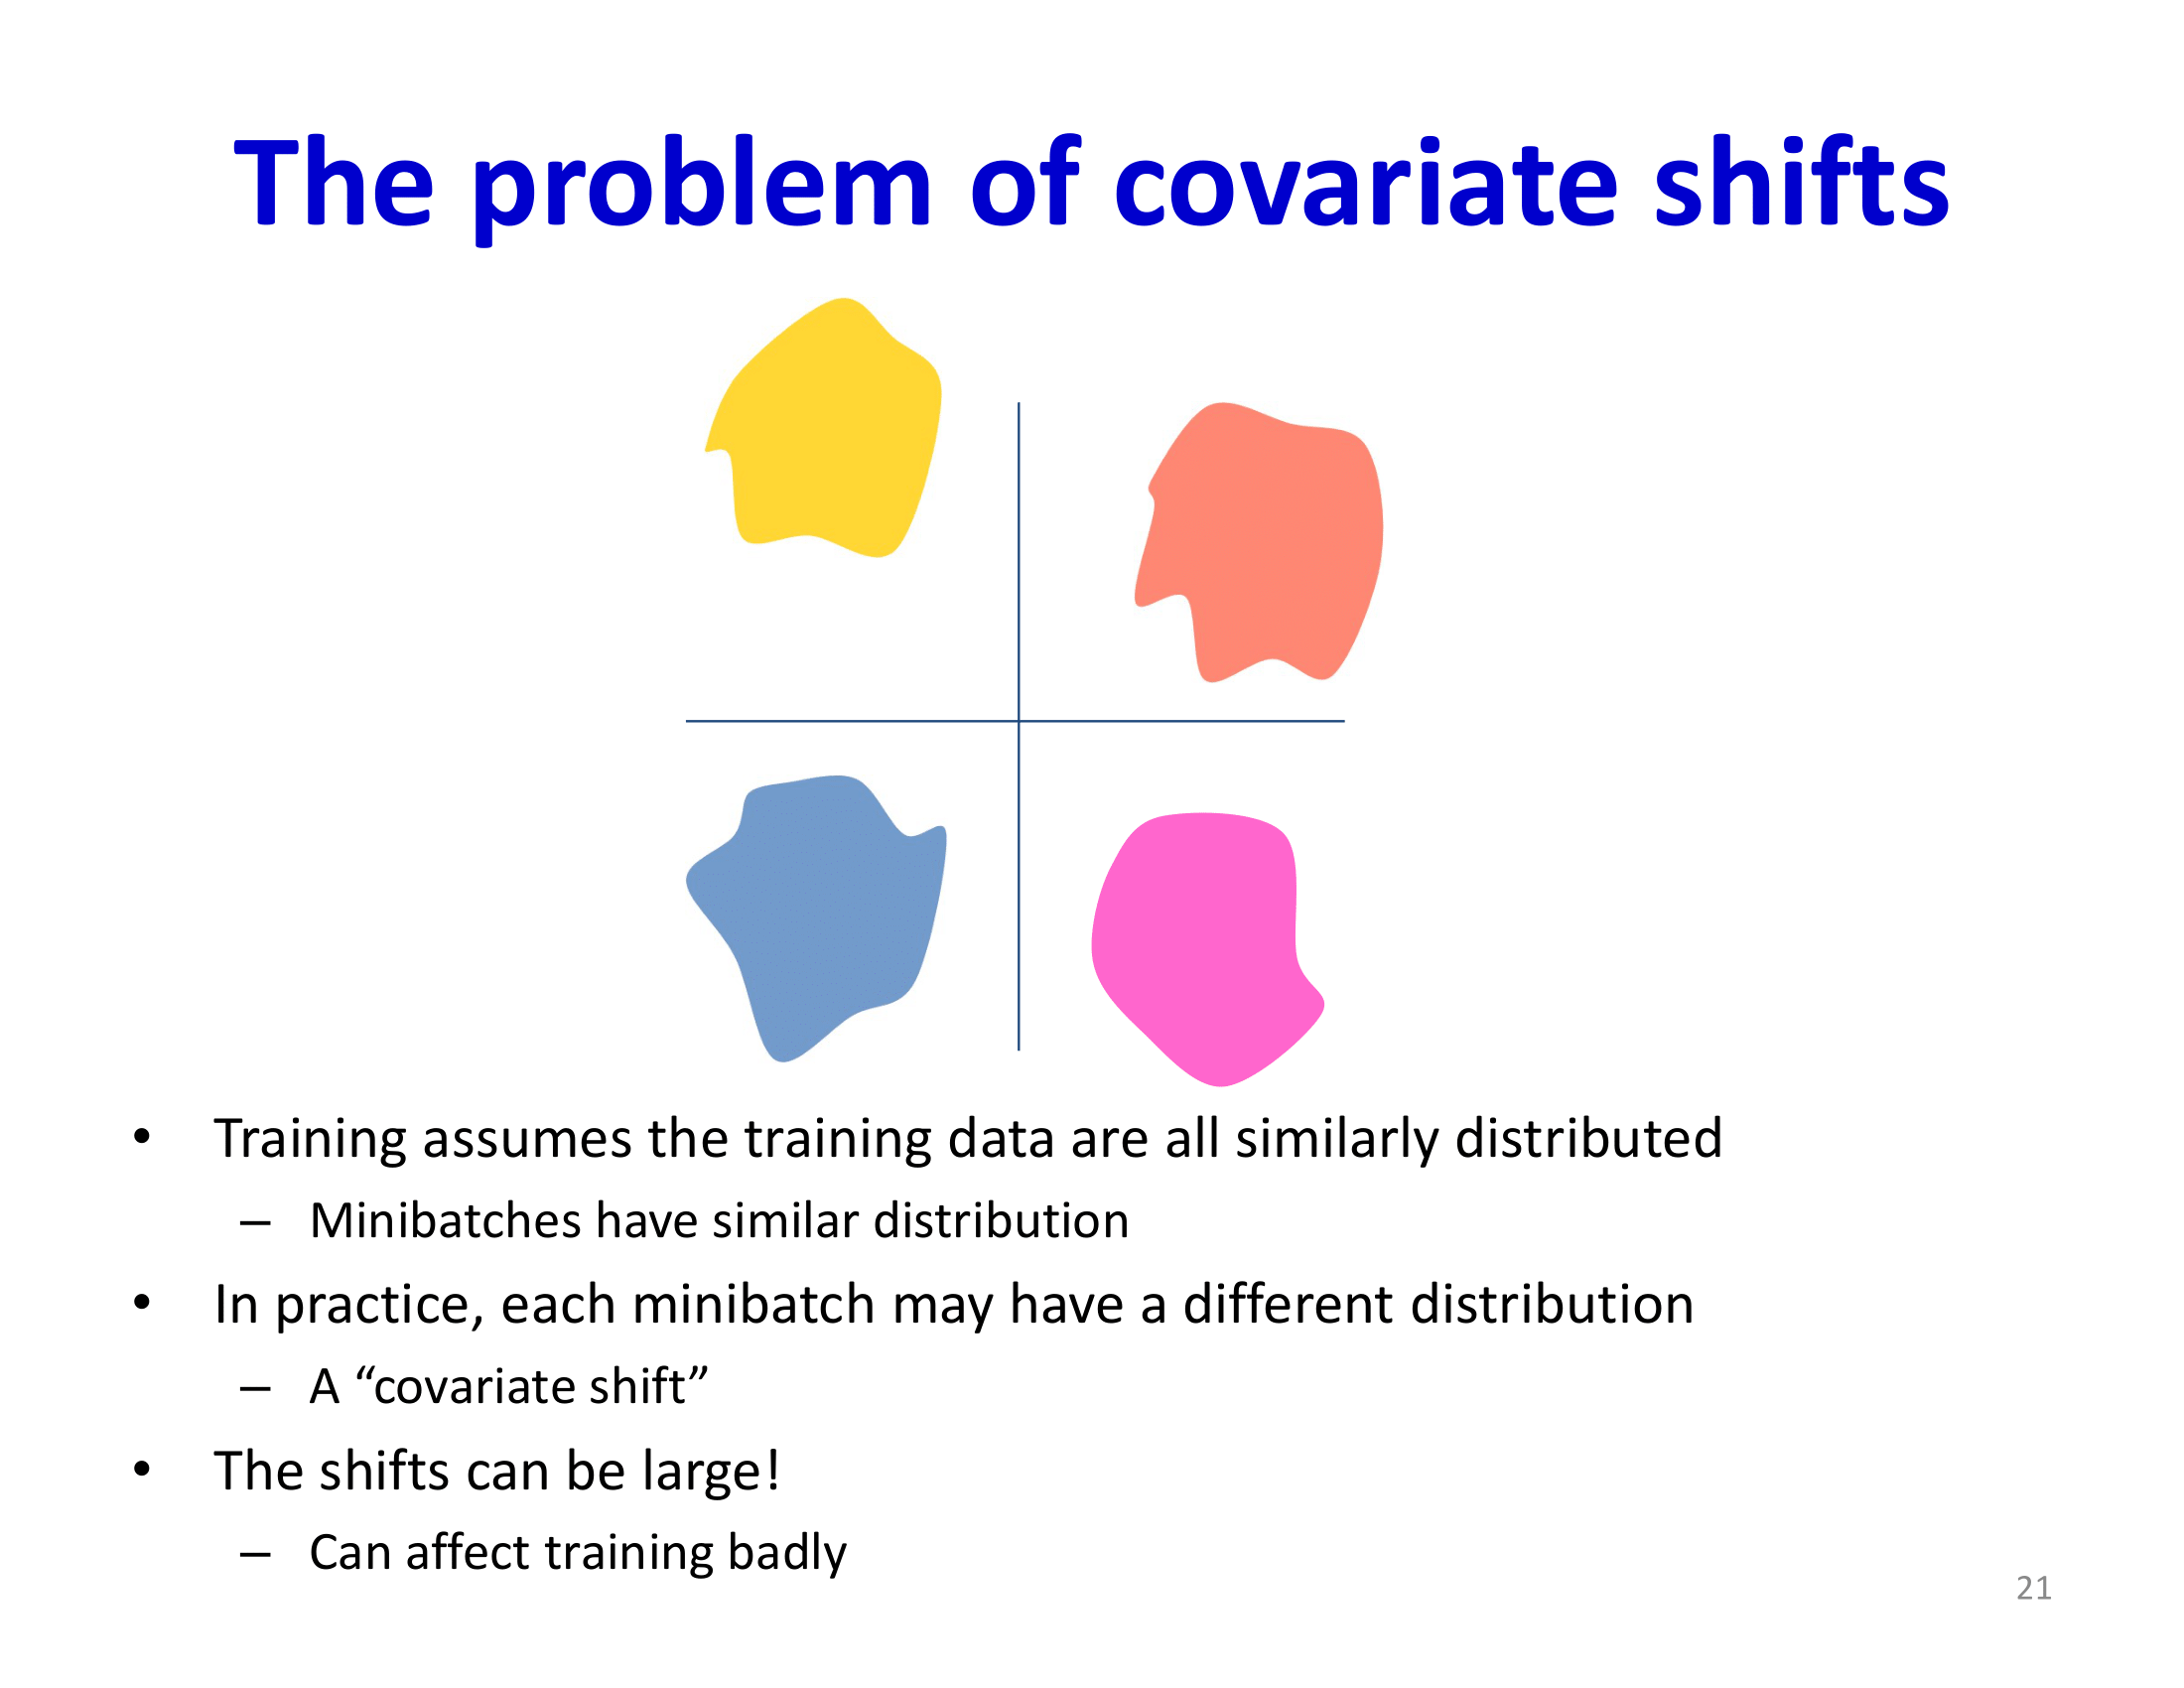 The problem of covariate shifts
• Training assumes the training data are all similarly distributed
– Minibatches have similar distribution
• In practice, each minibatch may have a different distribution
– A “covariate shift”
• The shifts can be large!
– Can affect training badly
21